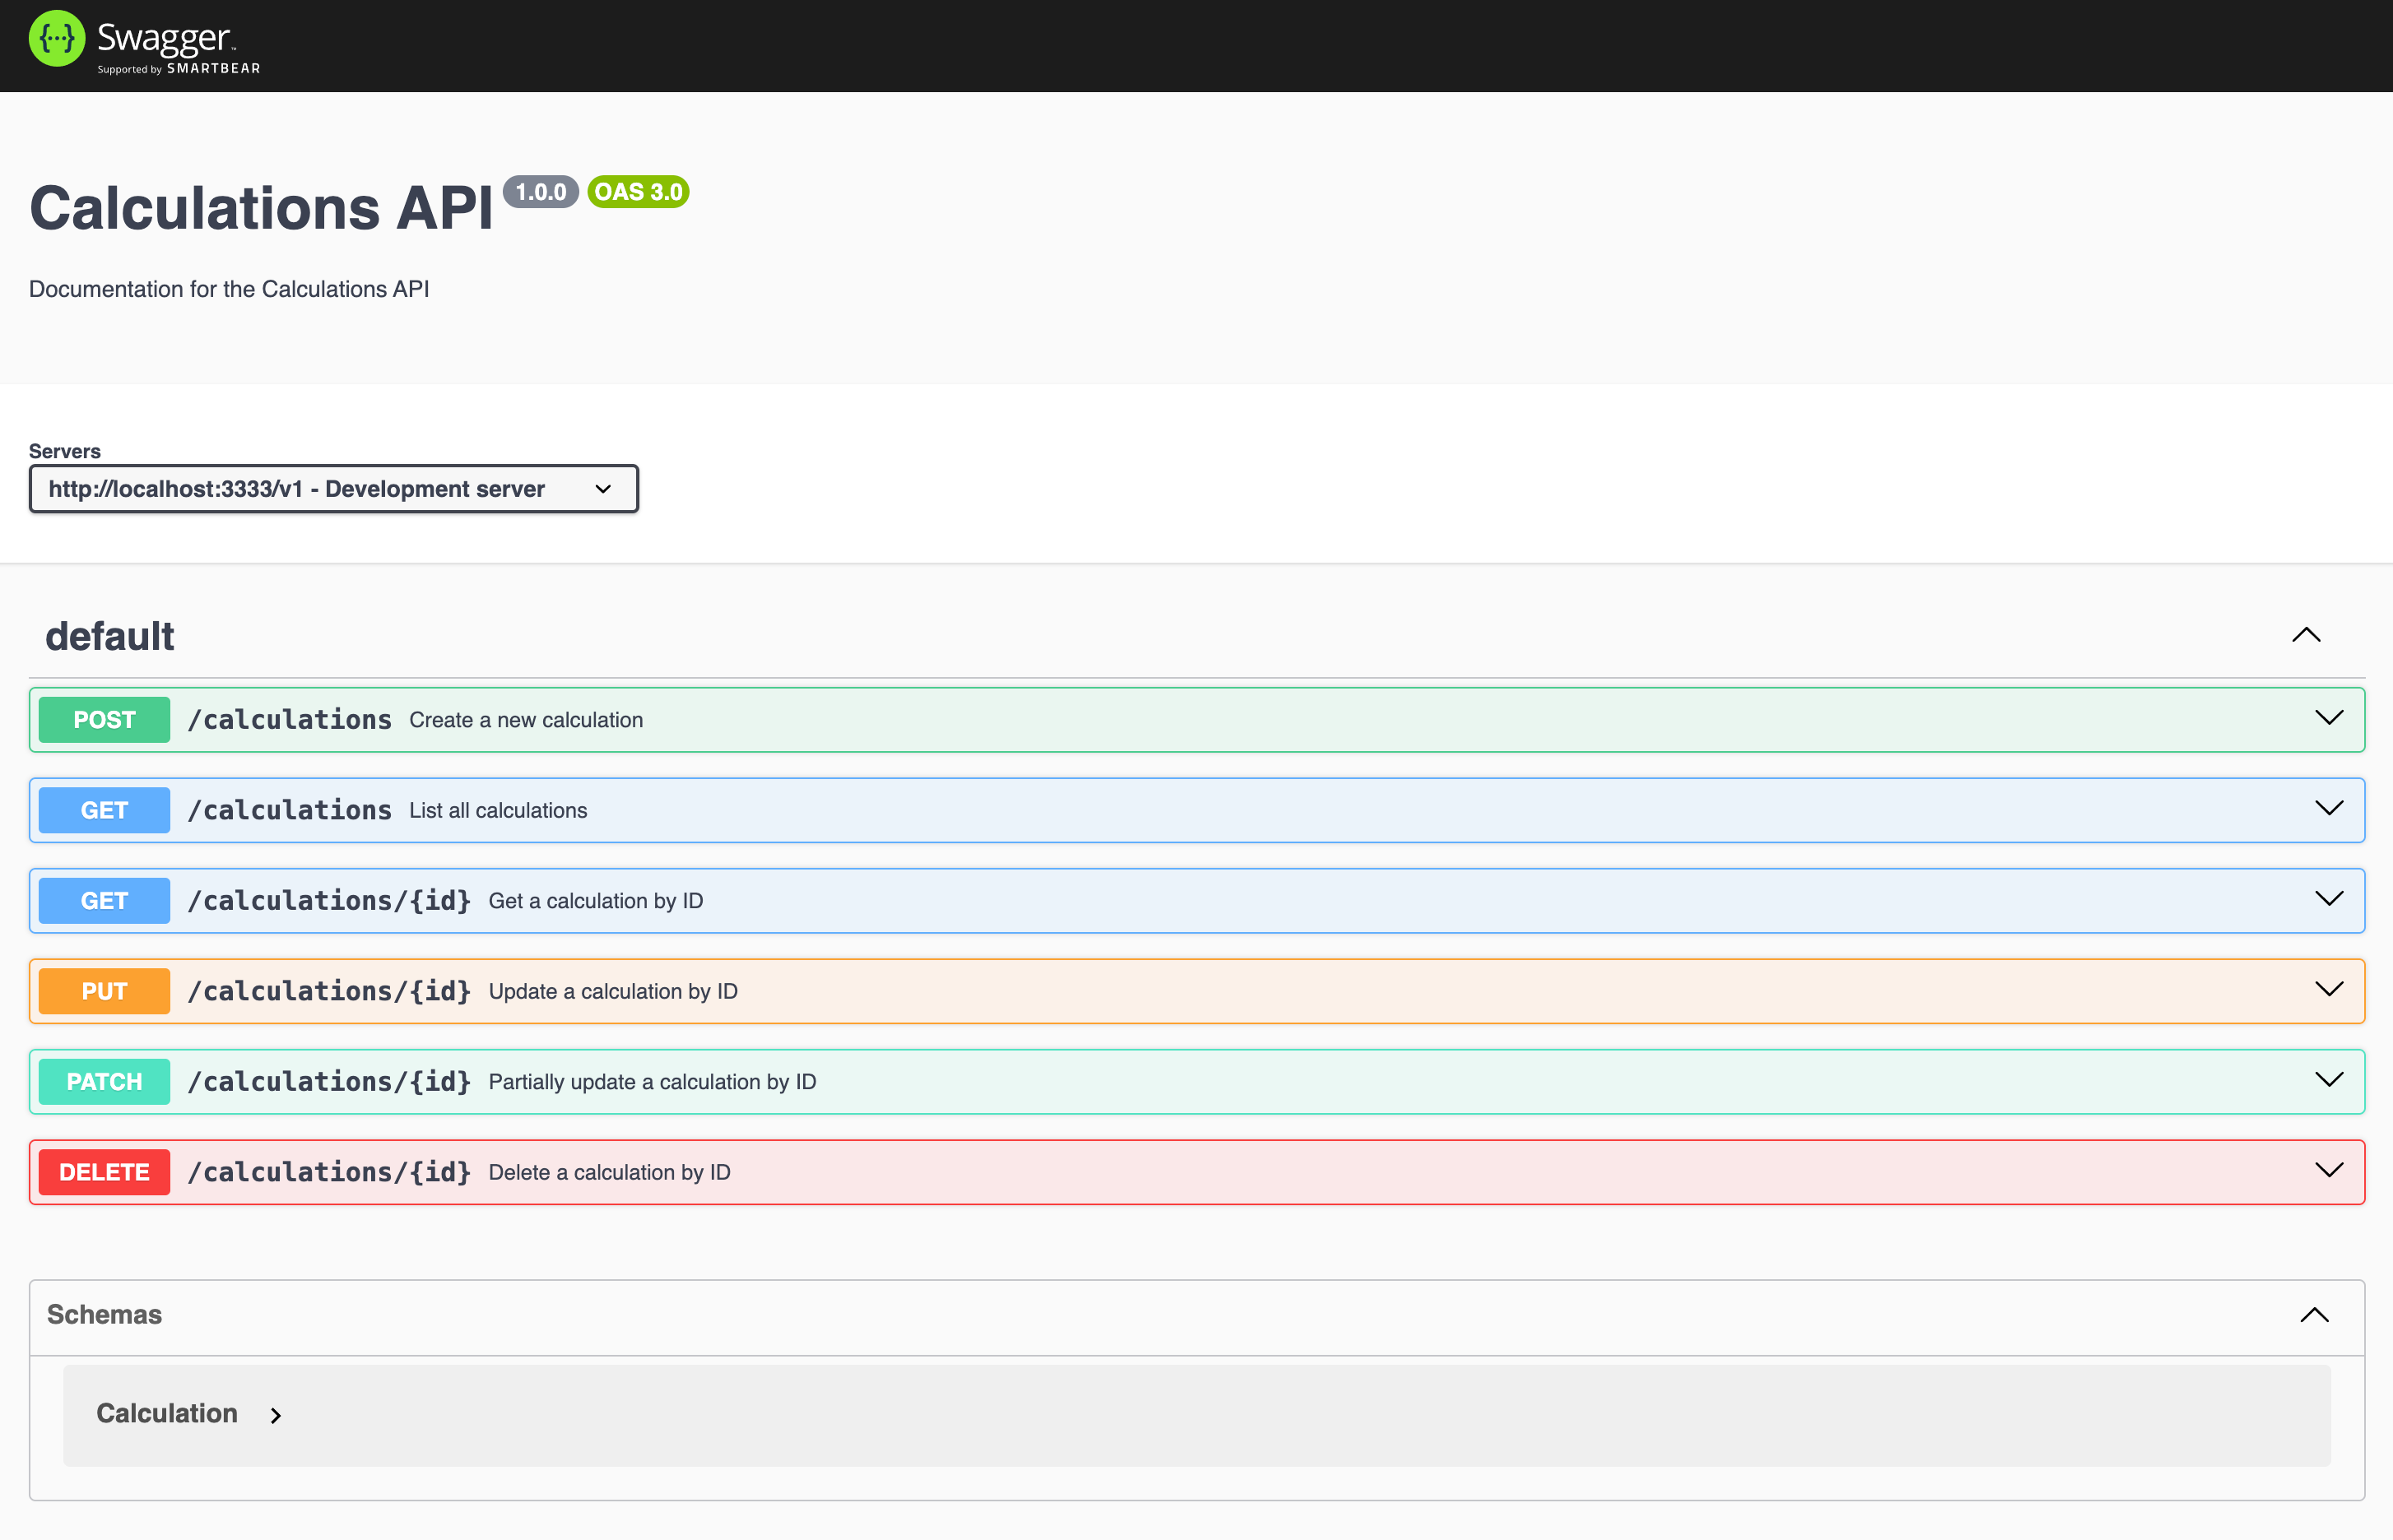 {···} Swagger™
Supported by SMARTBEAR
Calculations API 1.0.0 OAS 3.0
Documentation for the Calculations API
Servers
http://localhost:3333/v1 - Development server
default
POST /calculations Create a new calculation
GET /calculations List all calculations
GET /calculations/{id} Get a calculation by ID
PUT /calculations/{id} Update a calculation by ID
PATCH /calculations/{id} Partially update a calculation by ID
DELETE /calculations/{id} Delete a calculation by ID
Schemas
Calculation